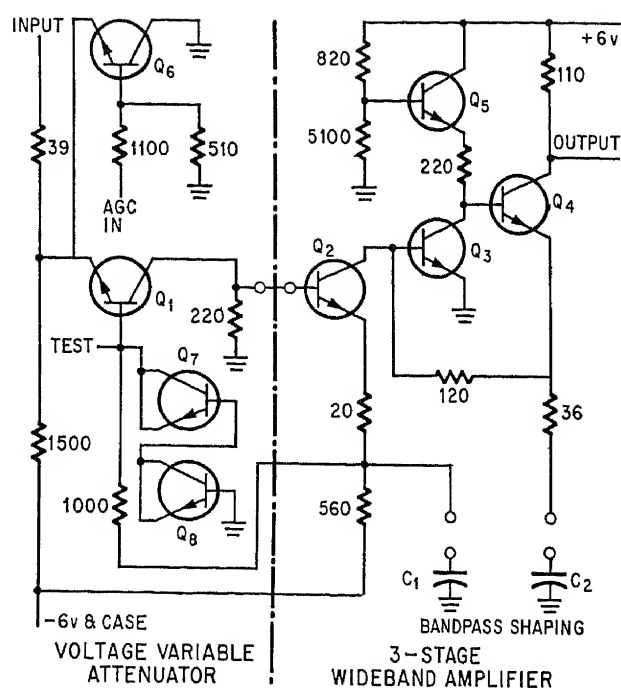 INPUT
Q6
820
110
+6v
Q5
39
1100
510
5100
220
OUTPUT
Q4
AGC
IN
Q2
Q3
Q1
220
TEST
Q7
120
20
36
1500
1000
Q8
560
C1
C2
-6v & CASE
BANDPASS SHAPING
VOLTAGE VARIABLE
ATTENUATOR
3-STAGE
WIDEBAND AMPLIFIER